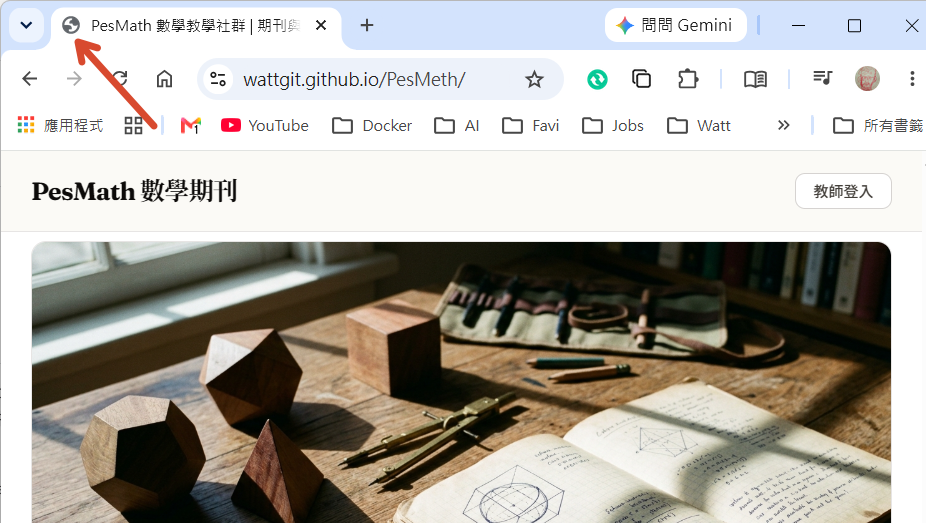 PesMath 數學教學社群 | 期刊與
問問 Gemini
wattgit.github.io/PesMeth/
應用程式
1
YouTube
Docker
AI
Favi
Jobs
Watt
所有書籤
PesMath 數學期刊
教師登入